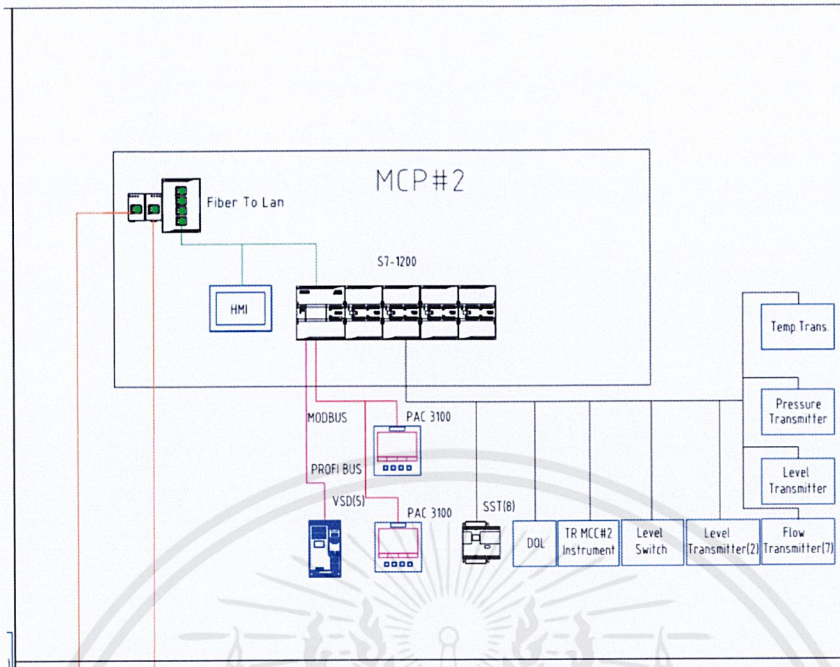 MCP#2
Fiber To Lan
S7-1200
HMI
Temp Trans.
MODBUS
PAC 3100
Pressure
Transmitter
PROFI BUS
Level
Transmitter
VSD(5)
PAC 3100
SST(8)
DOL
TR MCC#2
Instrument
Level
Switch
Level
Transmitter(2)
Flow
Transmitter(7)